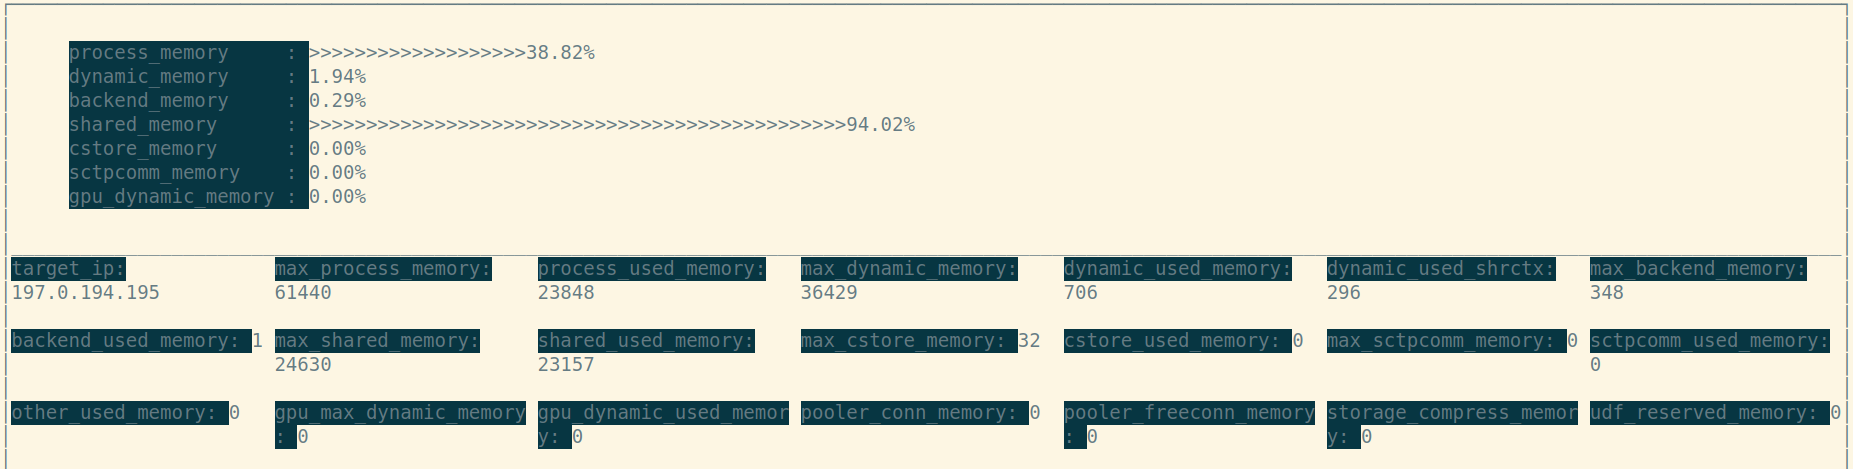 process_memory : >>>>>>>>>>>>>>>>>>>38.82%
dynamic_memory : 1.94%
backend_memory : 0.29%
shared_memory : >>>>>>>>>>>>>>>>>>>>>>>>>>>>>>>>>>>>>>>>>>>>>>>94.02%
cstore_memory : 0.00%
sctpcomm_memory : 0.00%
gpu_dynamic_memory : 0.00%
target_ip: max_process_memory: process_used_memory: max_dynamic_memory: dynamic_used_memory: dynamic_used_shrctx: max_backend_memory:
197.0.194.195 61440 23848 36429 706 296 348
backend_used_memory: 1 max_shared_memory: shared_used_memory: max_cstore_memory: 32 cstore_used_memory: 0 max_sctpcomm_memory: 0 sctpcomm_used_memory:
24630 23157 0
other_used_memory: 0 gpu_max_dynamic_memory gpu_dynamic_used_memor pooler_conn_memory: 0 pooler_freeconn_memory storage_compress_memor udf_reserved_memory: 0
: 0 y: 0 : 0 y: 0